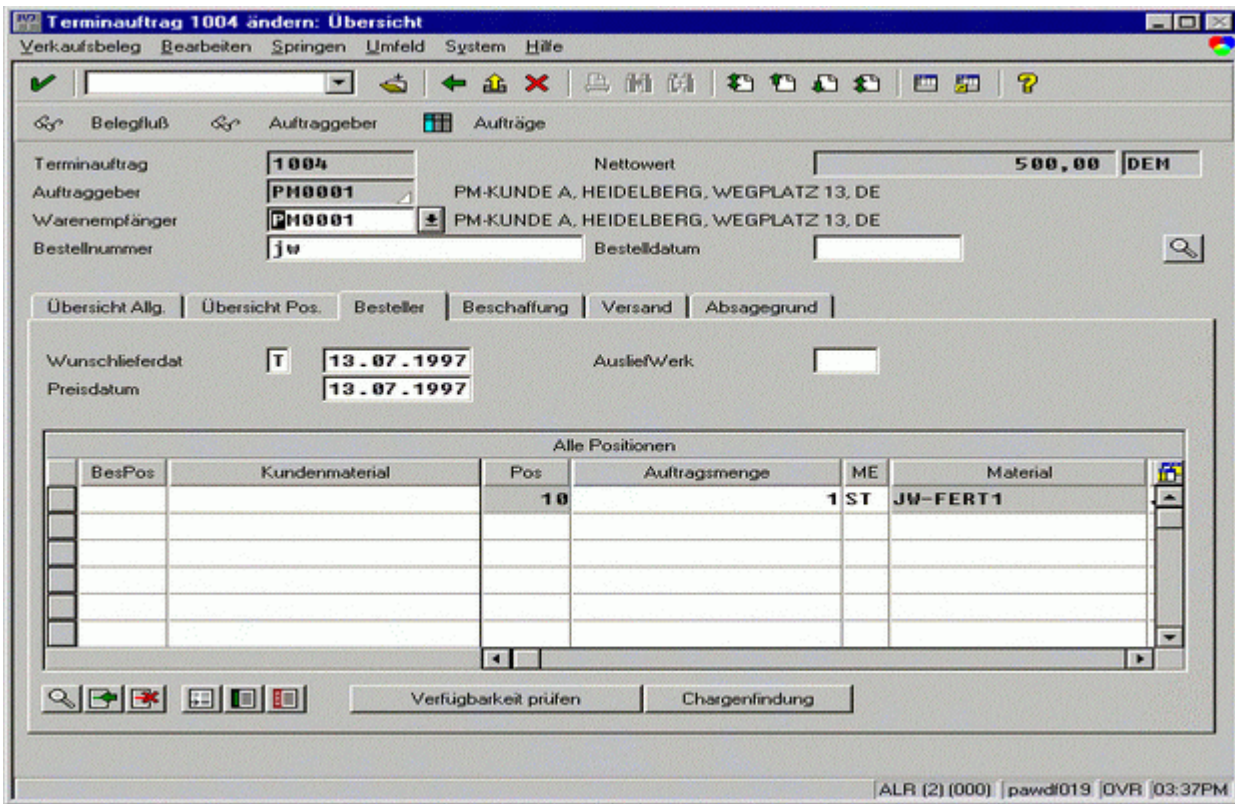 Terminauftrag 1004 ändern: Übersicht
Verkaufsbeleg Bearbeiten Springen Umfeld System Hilfe
Belegfluß Auftraggeber Aufträge
Terminauftrag 1004 Nettowert 500,00 DEM
Auftraggeber PM0001 PM-KUNDE A, HEIDELBERG, WEGPLATZ 13, DE
Warenempfänger PM0001 PM-KUNDE A, HEIDELBERG, WEGPLATZ 13, DE
Bestellnummer jw Bestelldatum
Übersicht Allg. Übersicht Pos. Besteller Beschaffung Versand Absagegrund
Wunschlieferdat T 13.07.1997 AusliefWerk
Preisdatum 13.07.1997
Alle Positionen
BesPos Kundenmaterial Pos Auftragsmenge ME Material
10 1 ST JW-FERT1
Verfügbarkeit prüfen Chargenfindung
ALR (2) (000) pawdf019 OVR 03:37PM